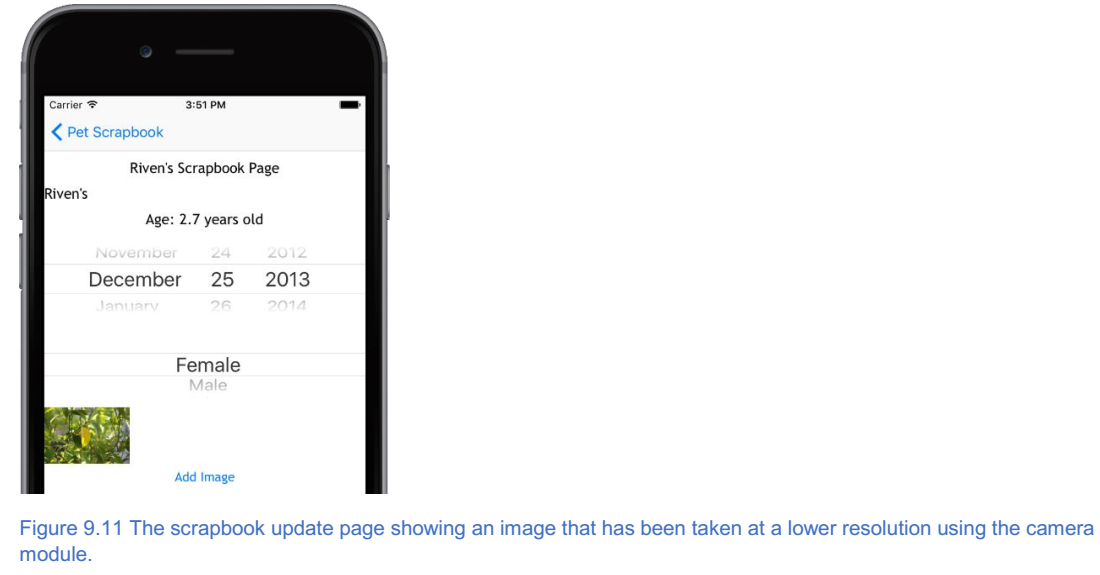 Carrier 3:51 PM
Pet Scrapbook
Riven's Scrapbook Page
Riven's
Age: 2.7 years old
November 24 2012
December 25 2013
January 26 2014
Female
Male
Add Image
Figure 9.11 The scrapbook update page showing an image that has been taken at a lower resolution using the camera
module.